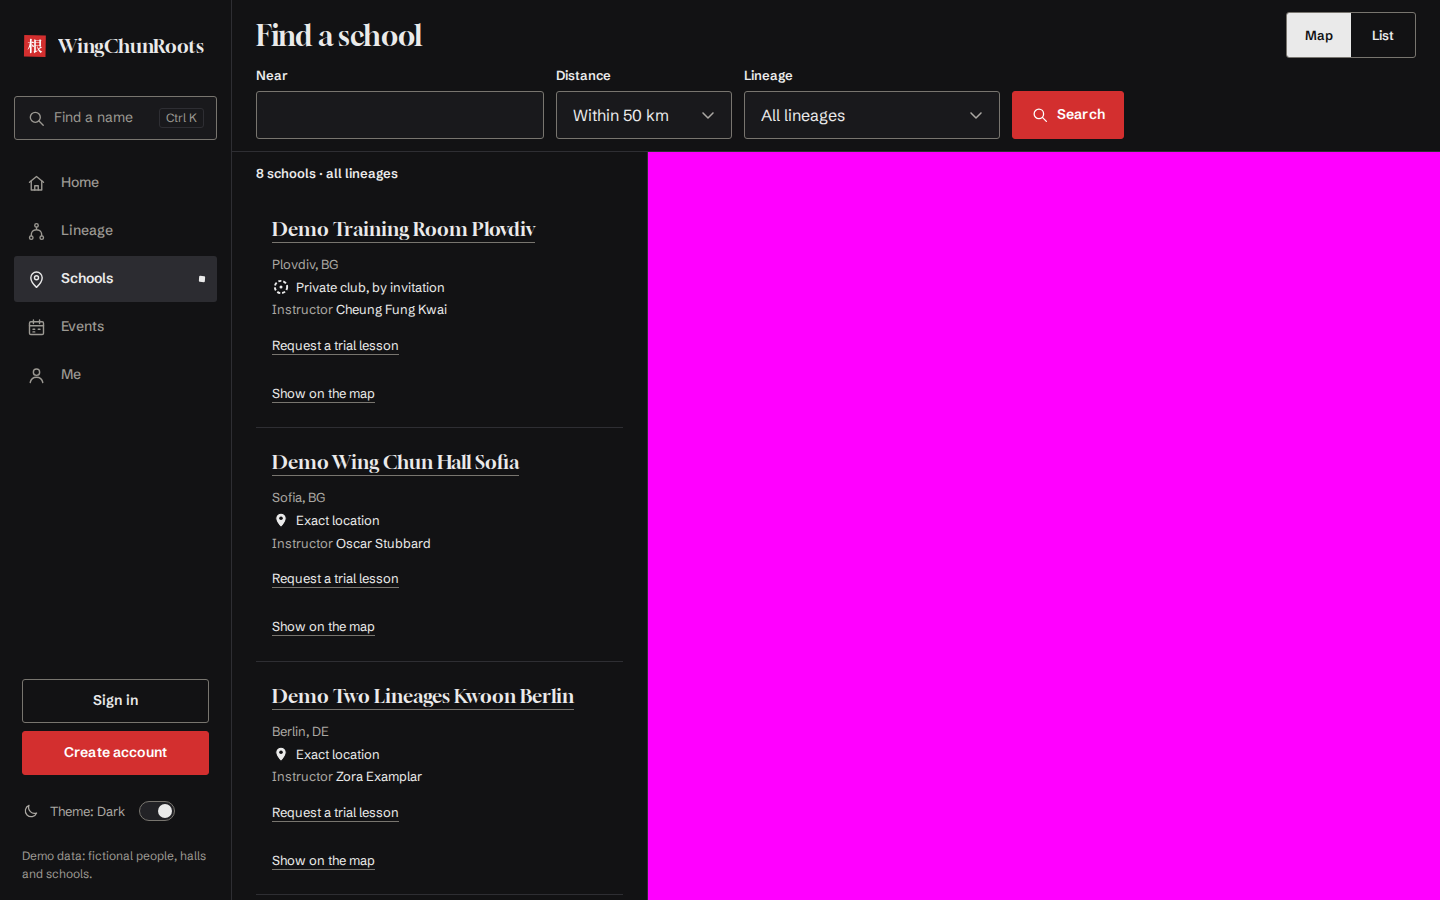 根 WingChunRoots
Find a name Ctrl K
Home
Lineage
Schools
Events
Me
Sign in
Create account
Theme: Dark
Demo data: fictional people, halls
and schools.
Find a school
Map List
Near Distance Lineage
Within 50 km All lineages Search
8 schools · all lineages
Demo Training Room Plovdiv
Plovdiv, BG
Private club, by invitation
Instructor Cheung Fung Kwai
Request a trial lesson
Show on the map
Demo Wing Chun Hall Sofia
Sofia, BG
Exact location
Instructor Oscar Stubbard
Request a trial lesson
Show on the map
Demo Two Lineages Kwoon Berlin
Berlin, DE
Exact location
Instructor Zora Examplar
Request a trial lesson
Show on the map